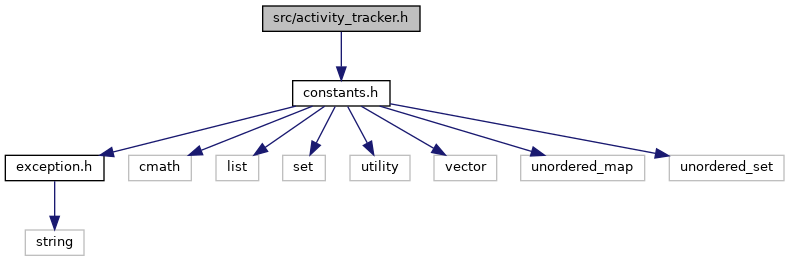 src/activity_tracker.h
constants.h
exception.h
cmath
list
set
utility
vector
unordered_map
unordered_set
string